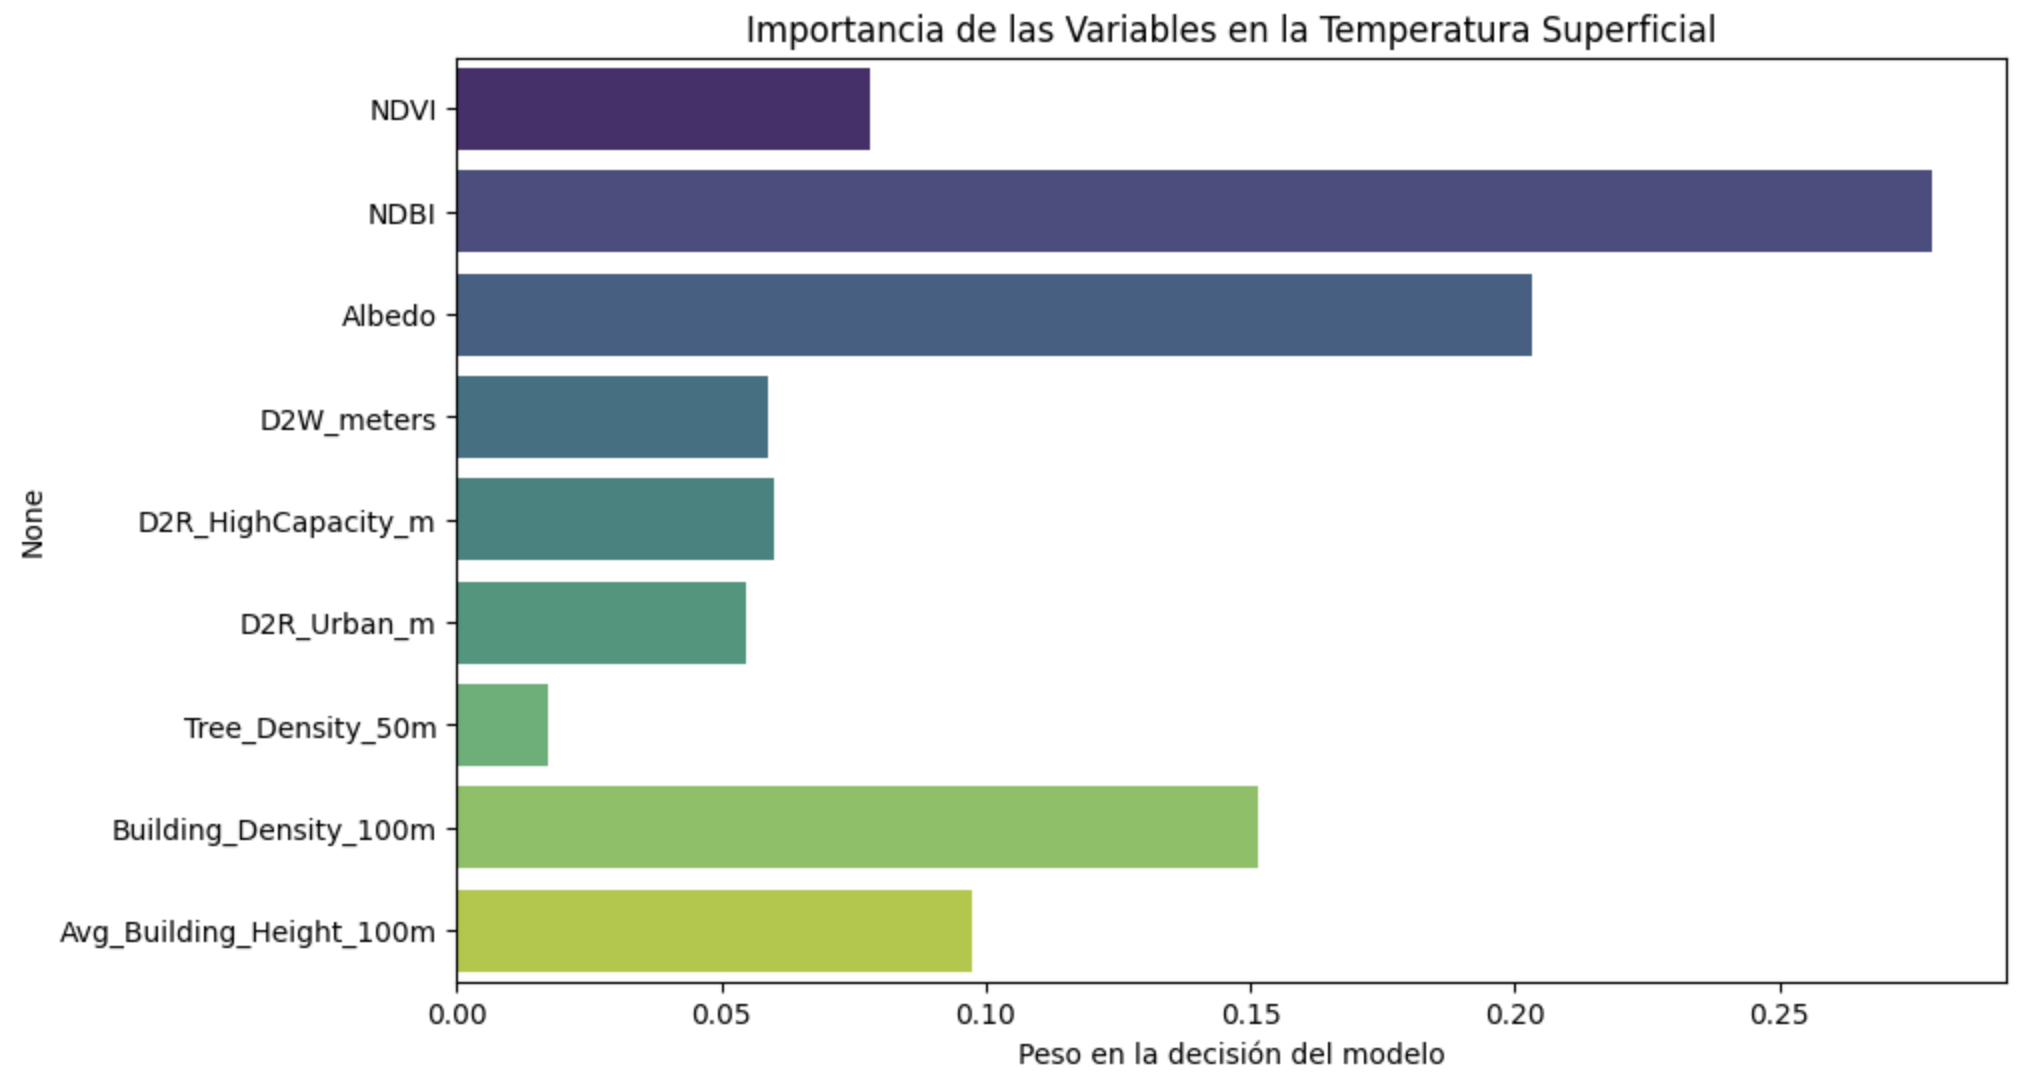 Importancia de las Variables en la Temperatura Superficial
NDVI
NDBI
Albedo
D2W_meters
D2R_HighCapacity_m
D2R_Urban_m
Tree_Density_50m
Building_Density_100m
Avg_Building_Height_100m
None
0.00 0.05 0.10 0.15 0.20 0.25
Peso en la decisión del modelo